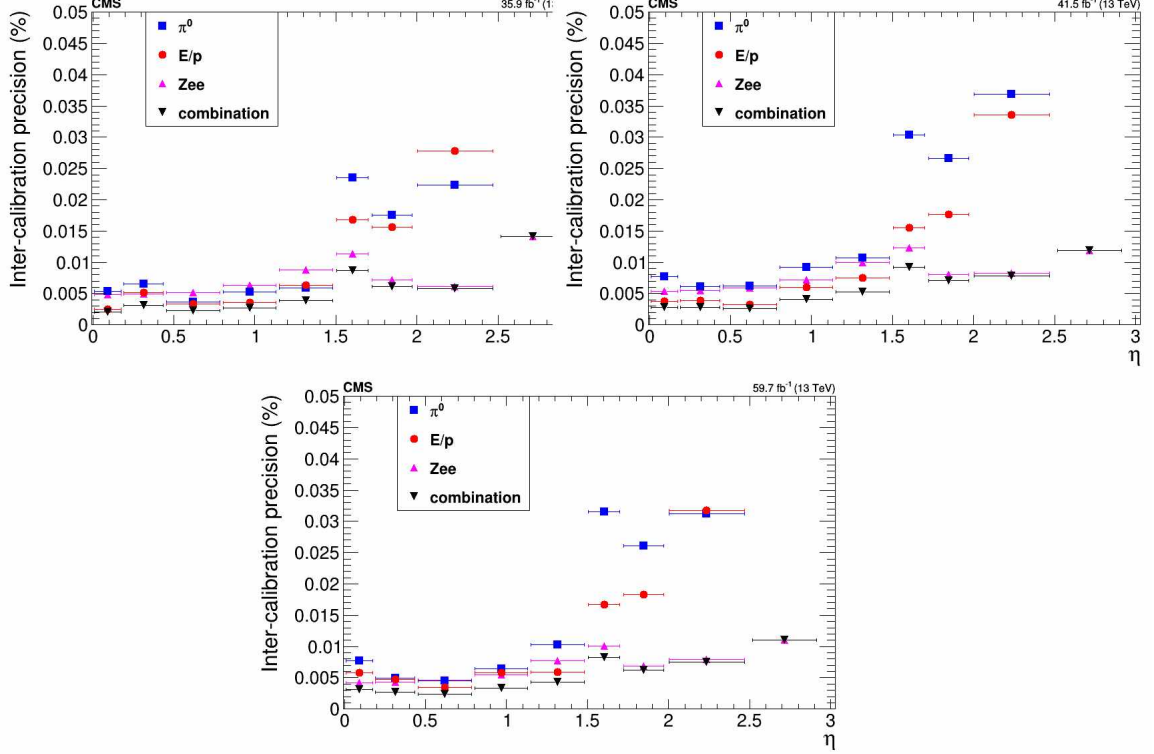 CMS
35.9 fb⁻¹ (1
Inter-calibration precision (%)
0.05
0.045
0.04
0.035
0.03
0.025
0.02
0.015
0.01
0.005
0
π⁰
E/p
Zee
combination
0 0.5 1 1.5 2 2.5
CMS
41.5 fb⁻¹ (13 TeV)
Inter-calibration precision (%)
0.05
0.045
0.04
0.035
0.03
0.025
0.02
0.015
0.01
0.005
0
π⁰
E/p
Zee
combination
0 0.5 1 1.5 2 2.5 3
η
CMS
59.7 fb⁻¹ (13 TeV)
Inter-calibration precision (%)
0.05
0.045
0.04
0.035
0.03
0.025
0.02
0.015
0.01
0.005
0
π⁰
E/p
Zee
combination
0 0.5 1 1.5 2 2.5 3
η